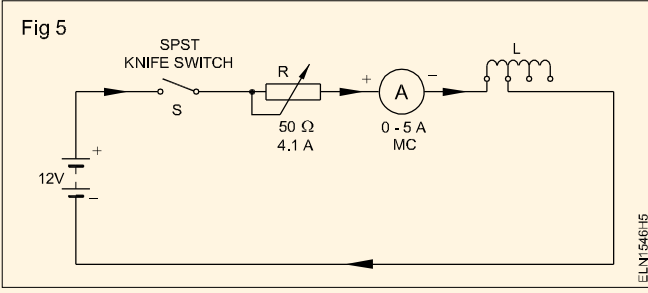 Fig 5
SPST
KNIFE SWITCH
S
R
50 Ω
4.1 A
+
A
−
0 - 5 A
MC
L
12V
+
−
ELN1546H5